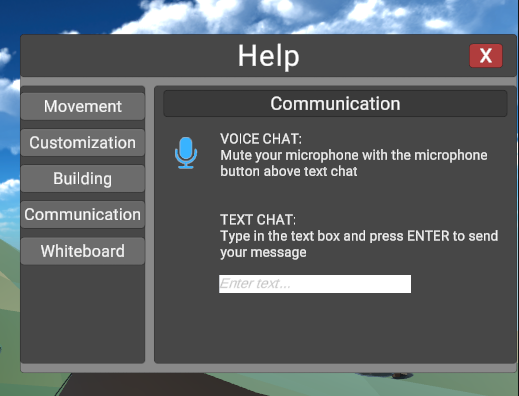 Help
X
Movement
Customization
Building
Communication
Whiteboard
Communication
VOICE CHAT:
Mute your microphone with the microphone
button above text chat
TEXT CHAT:
Type in the text box and press ENTER to send
your message
Enter text...